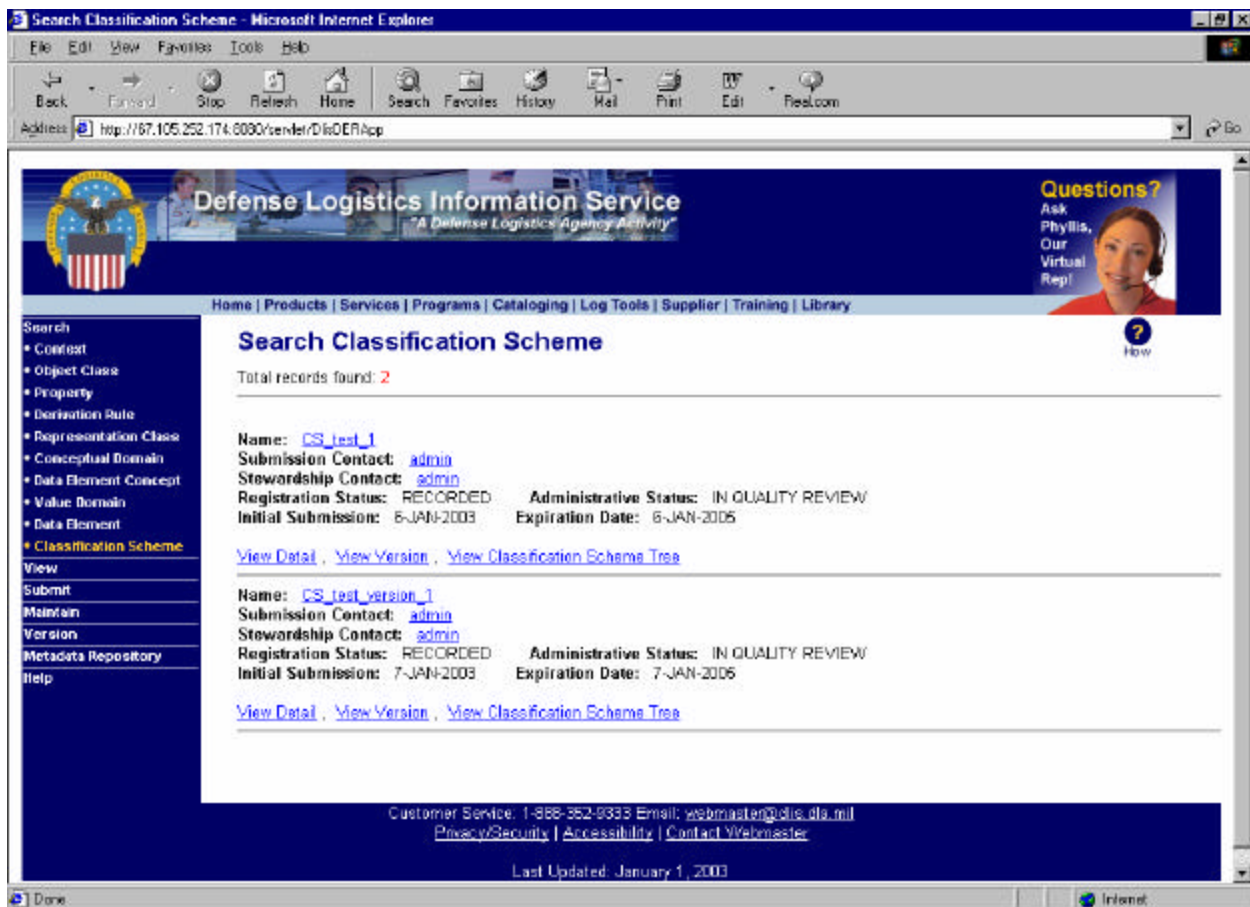 Search Classification Scheme - Microsoft Internet Explorer
File Edit View Favorites Tools Help
Back Forward Stop Refresh Home Search Favorites History Mail Print Edit Real.com
Address http://67.105.252.174:8080/servlet/DlisDERApp Go
LOGISTICS
Defense Logistics Information Service
"A Defense Logistics Agency Activity"
Questions?
Ask
Phyllis,
Our
Virtual
Rep!
Home | Products | Services | Programs | Cataloging | Log Tools | Supplier | Training | Library
Search
• Context
• Object Class
• Property
• Derivation Rule
• Representation Class
• Conceptual Domain
• Data Element Concept
• Value Domain
• Data Element
• Classification Scheme
View
Submit
Maintain
Version
Metadata Repository
Help
Search Classification Scheme
?
How
Total records found: 2
Name: CS_test_1
Submission Contact: admin
Stewardship Contact: admin
Registration Status: RECORDED Administrative Status: IN QUALITY REVIEW
Initial Submission: 6-JAN-2003 Expiration Date:
View Detail , View Version , View Classification Scheme Tree
Name: CS_test_version_1
Submission Contact: admin
Stewardship Contact: admin
Registration Status: RECORDED Administrative Status: IN QUALITY REVIEW
Initial Submission: 7-JAN-2003 Expiration Date:
View Detail , View Version , View Classification Scheme Tree
Customer Service: 1-888-352-9333 Email: webmaster@dlis.dla.mil
Privacy/Security | Accessibility | Contact Webmaster
Last Updated: January 1, 2003
Done Internet